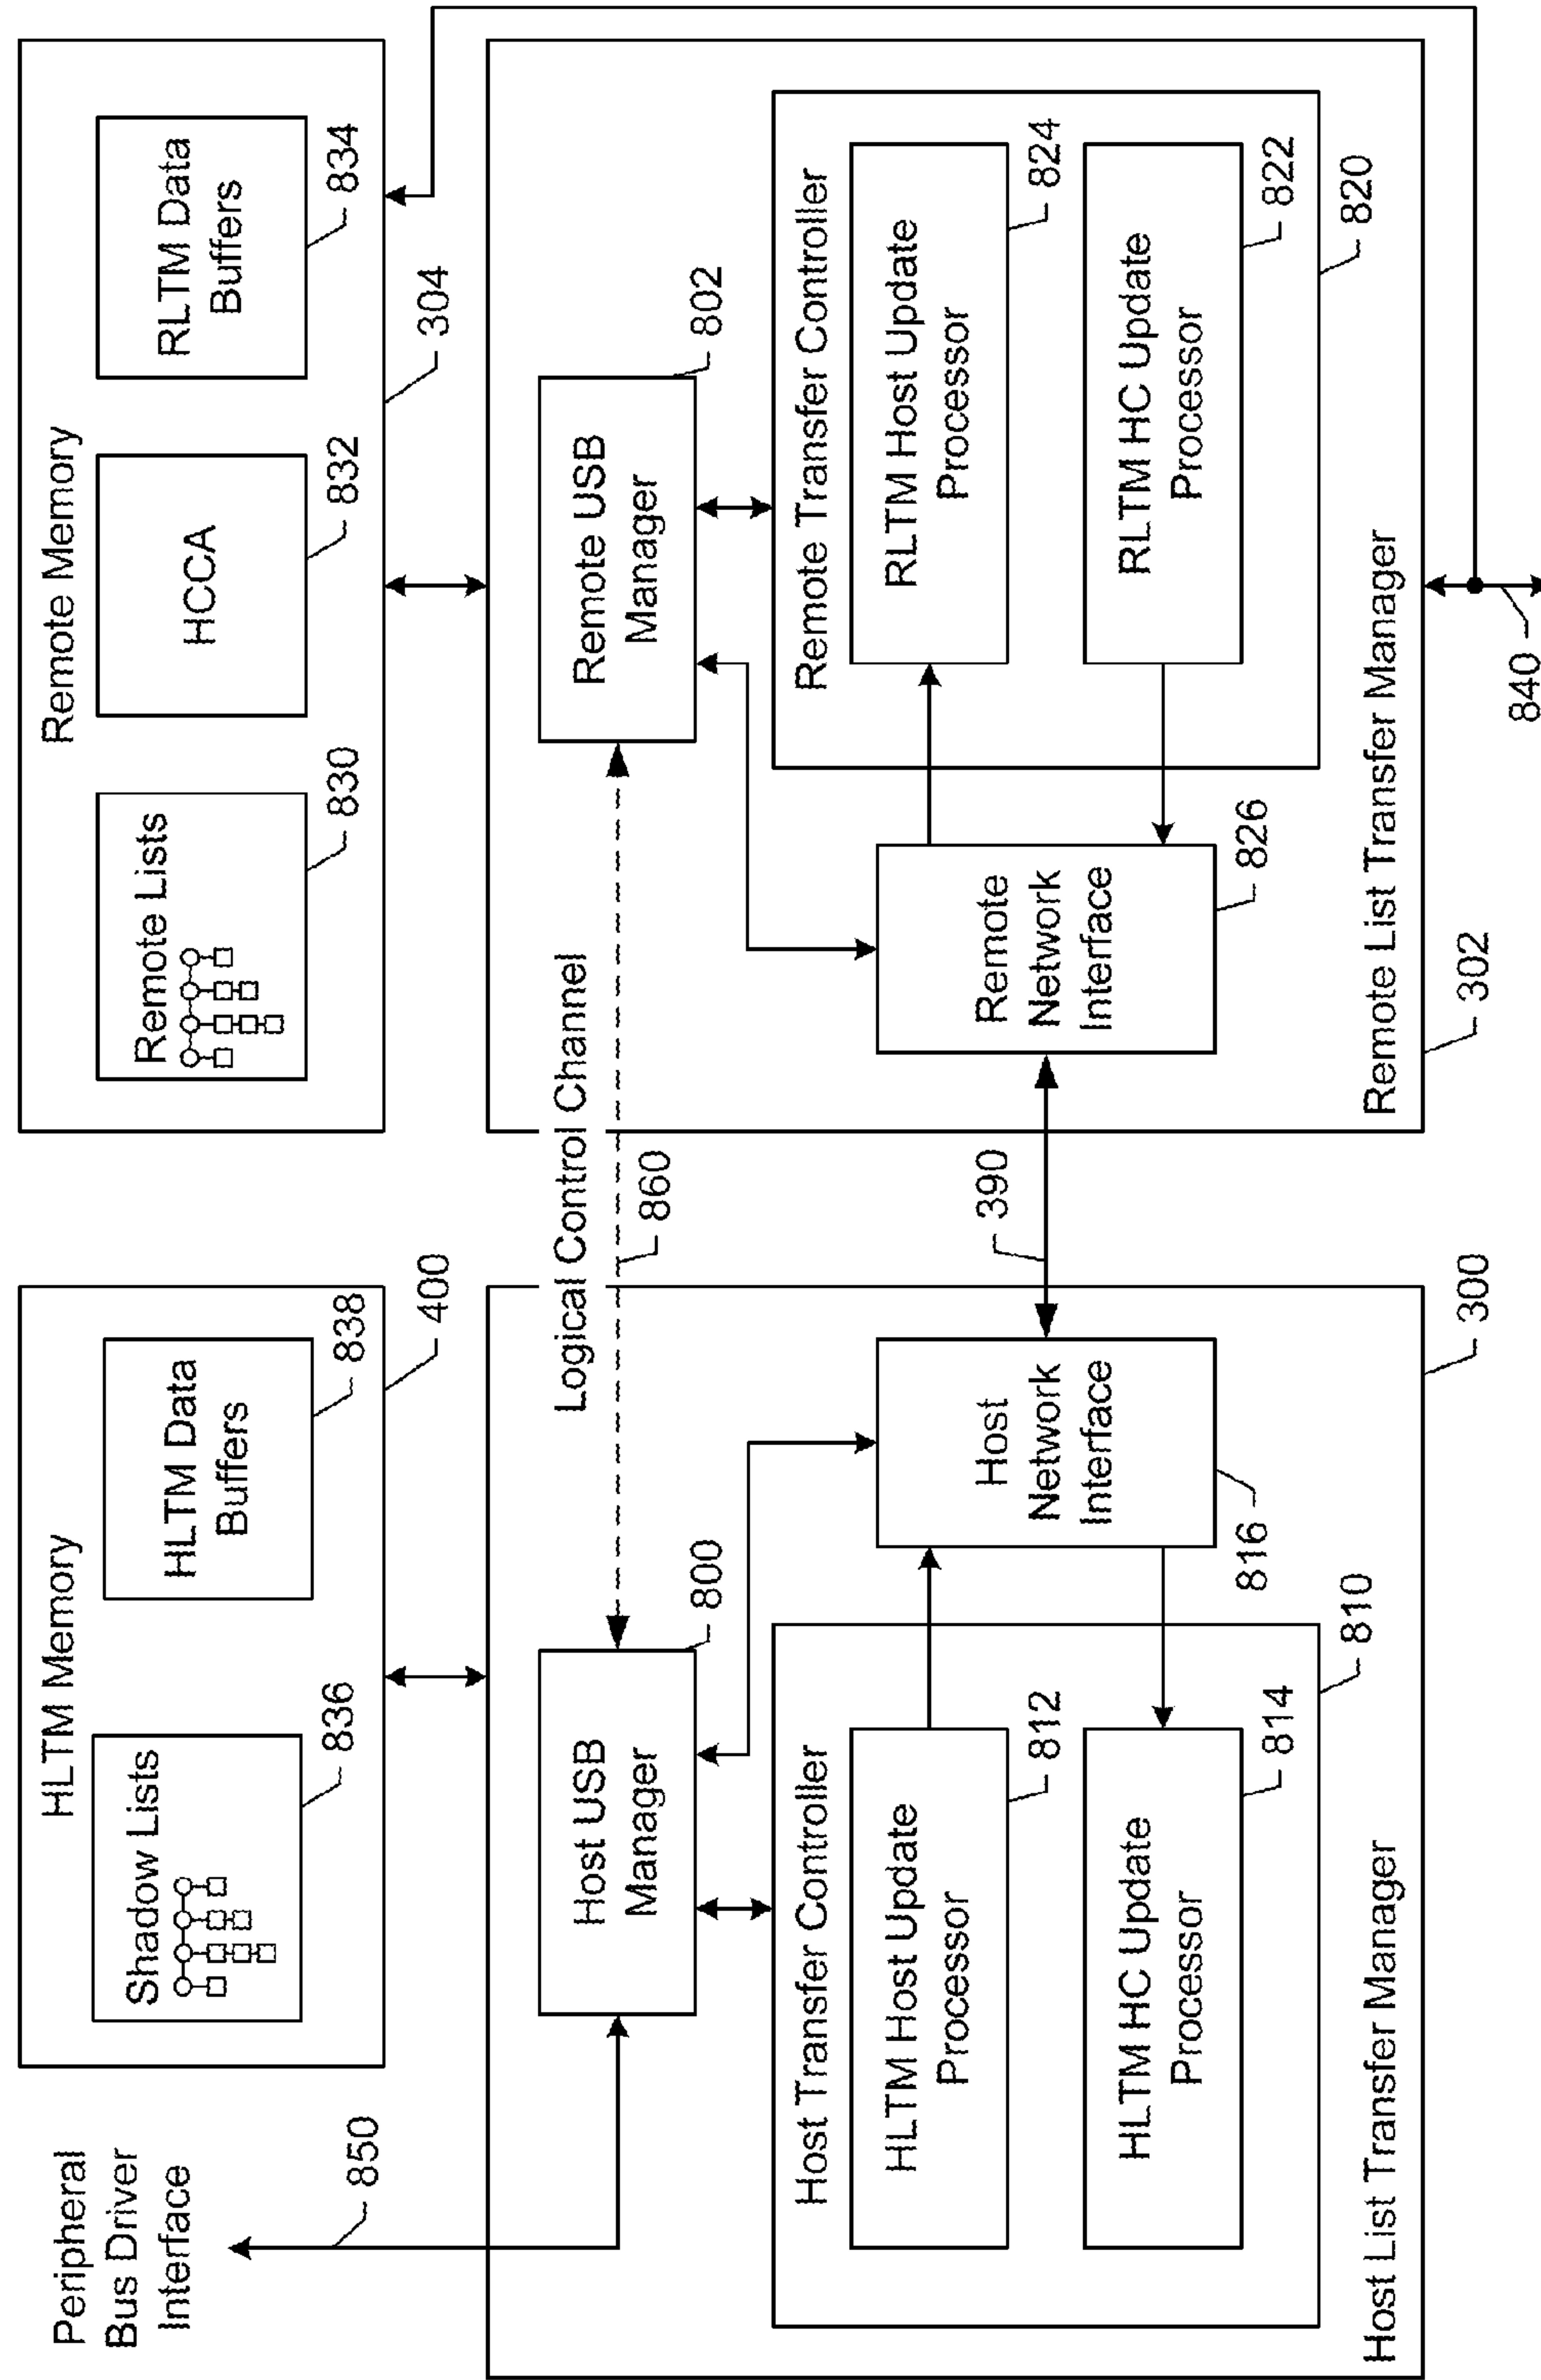 Peripheral
Bus Driver
Interface
850
HLTM Memory
Shadow Lists
836
HLTM Data
Buffers
838
400
Remote Memory
Remote Lists
830
HCCA
832
RLTM Data
Buffers
834
304
Logical Control Channel
860
Host USB
Manager
800
Host Transfer Controller
HLTM Host Update
Processor
812
HLTM HC Update
Processor
814
810
Host
Network
Interface
816
Host List Transfer Manager
300
390
Remote USB
Manager
802
Remote Transfer Controller
RLTM Host Update
Processor
824
RLTM HC Update
Processor
822
820
Remote
Network
Interface
826
Remote List Transfer Manager
302
840